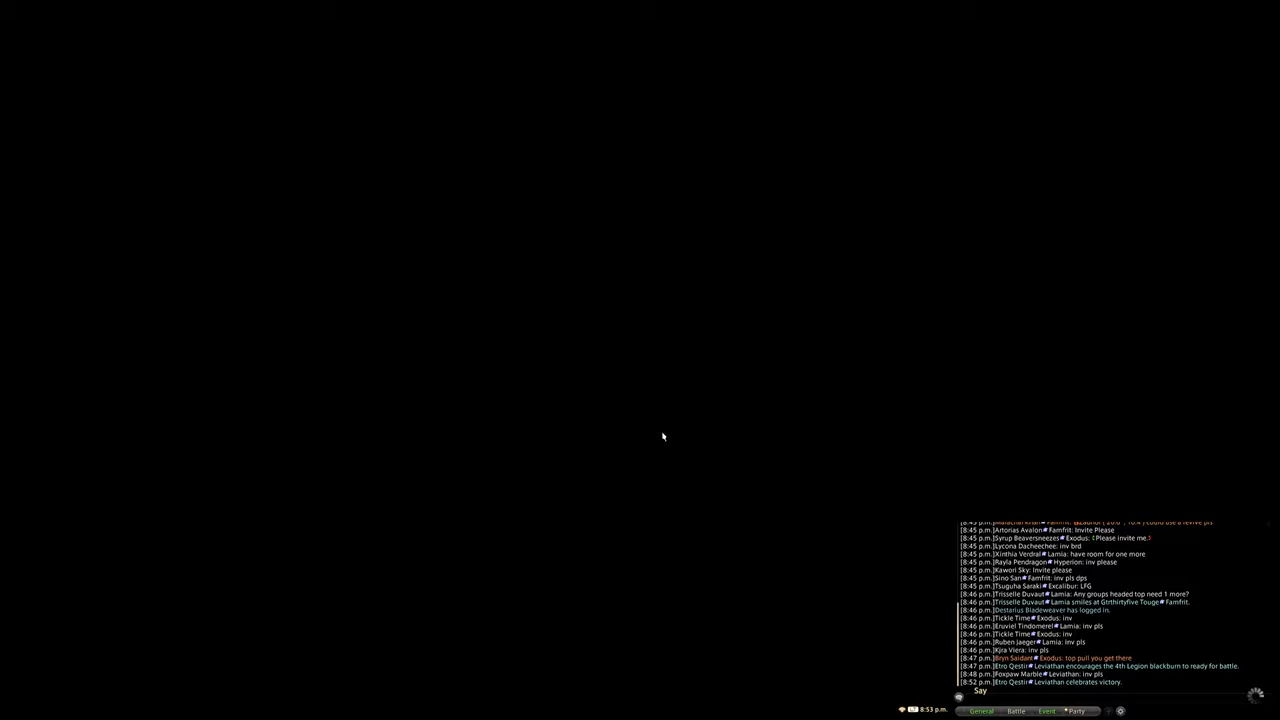 [8:45 p.m.]Artorias Avalon Famfrit: Invite Please
[8:45 p.m.]Syrup Beaversneezes Exodus: Please invite me.
[8:45 p.m.]Lycona Dacheechee: inv brd
[8:45 p.m.]Xinthia Verdral Lamia: have room for one more
[8:45 p.m.]Rayla Pendragon Hyperion: inv please
[8:45 p.m.]Kawori Sky: Invite please
[8:45 p.m.]Sino San Famfrit: inv pls dps
[8:45 p.m.]Tsuguha Saraki Excalibur: LFG
[8:46 p.m.]Trisselle Duvaut Lamia: Any groups headed top need 1 more?
[8:46 p.m.]Trisselle Duvaut Lamia smiles at Gtrthirtyfive Touge Famfrit.
[8:46 p.m.]Destarius Bladeweaver has logged in.
[8:46 p.m.]Tickle Time Exodus: inv
[8:46 p.m.]Eruviel Tindomerel Lamia: inv pls
[8:46 p.m.]Tickle Time Exodus: inv
[8:46 p.m.]Ruben Jaeger Lamia: inv pls
[8:46 p.m.]Kjra Viera: inv pls
[8:47 p.m.]Bryn Saidant Exodus: top pull you get there
[8:47 p.m.]Etro Qestir Leviathan encourages the 4th Legion blackburn to ready for battle.
[8:48 p.m.]Foxpaw Marble Leviathan: inv pls
[8:52 p.m.]Etro Qestir Leviathan celebrates victory.
Say
LT 8:53 p.m. General Battle Event Party